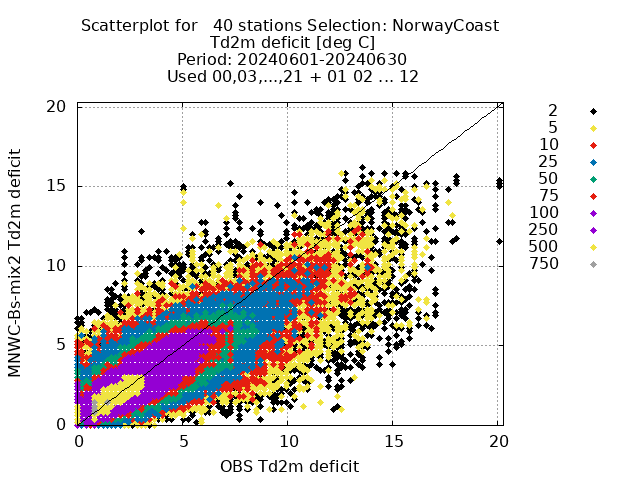 Scatterplot for   40 stations Selection: NorwayCoast
Td2m deficit [deg C]
Period: 20240601-20240630
Used 00,03,...,21 + 01 02 ... 12
MNWC-Bs-mix2 Td2m deficit
20
15
10
5
0
0 5 10 15 20
OBS Td2m deficit
2
5
10
25
50
75
100
250
500
750